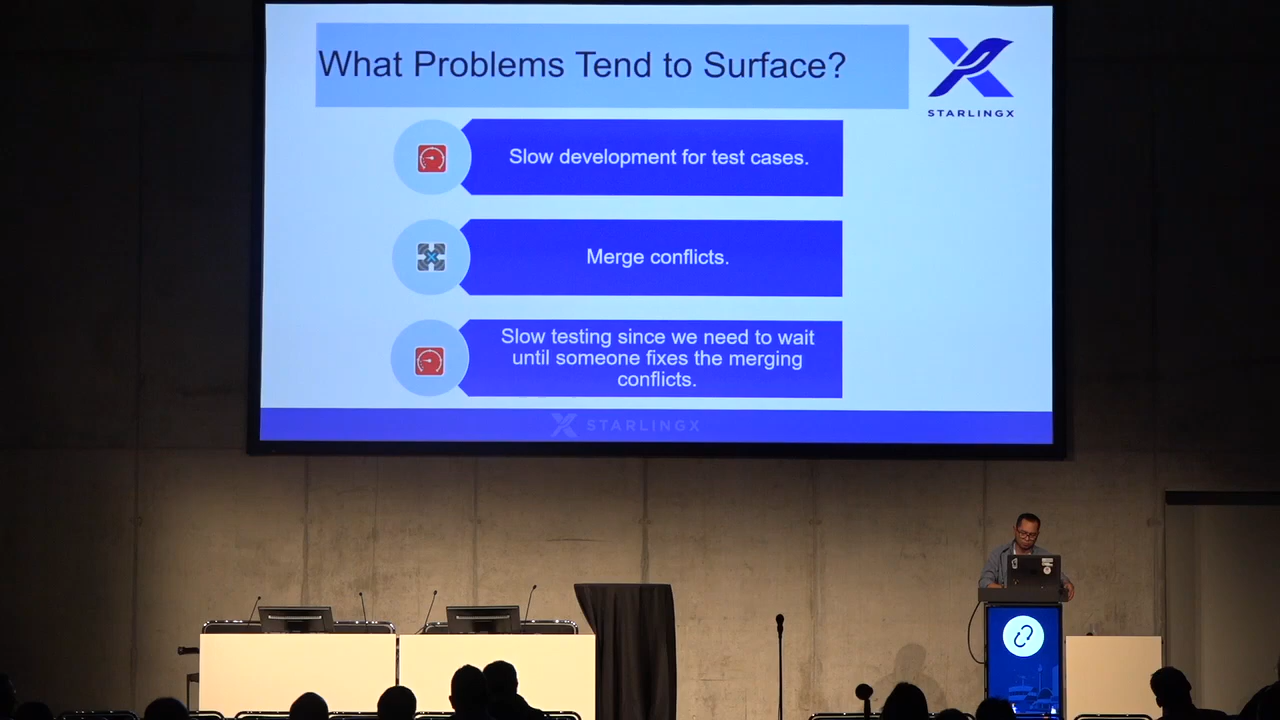 What Problems Tend to Surface?
STARLINGX
Slow development for test cases.
Merge conflicts.
Slow testing since we need to wait
until someone fixes the merging
conflicts.
STARLINGX